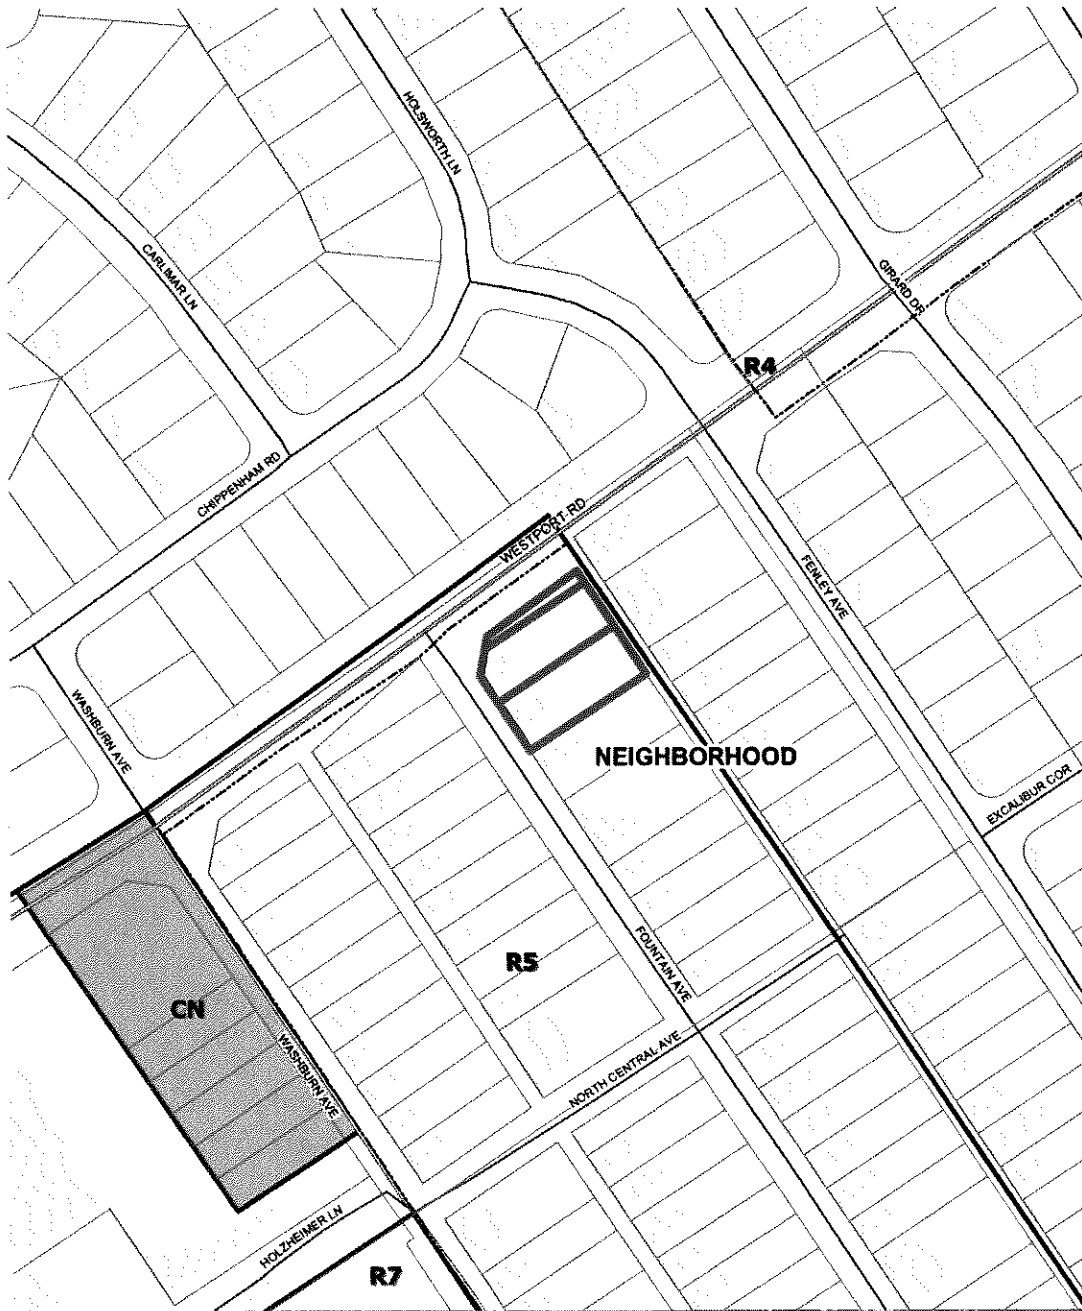 HOLSWORTH LN
CARLIMAR LN
GIRARD DR
R4
CHIPPENHAM RD
WESTPORT RD
FENLEY AVE
WASHBURN AVE
NEIGHBORHOOD
EXCALIBUR COR
FOUNTAIN AVE
R5
CN
WASHBURN AVE
NORTH CENTRAL AVE
HOLZHEIMER LN
R7